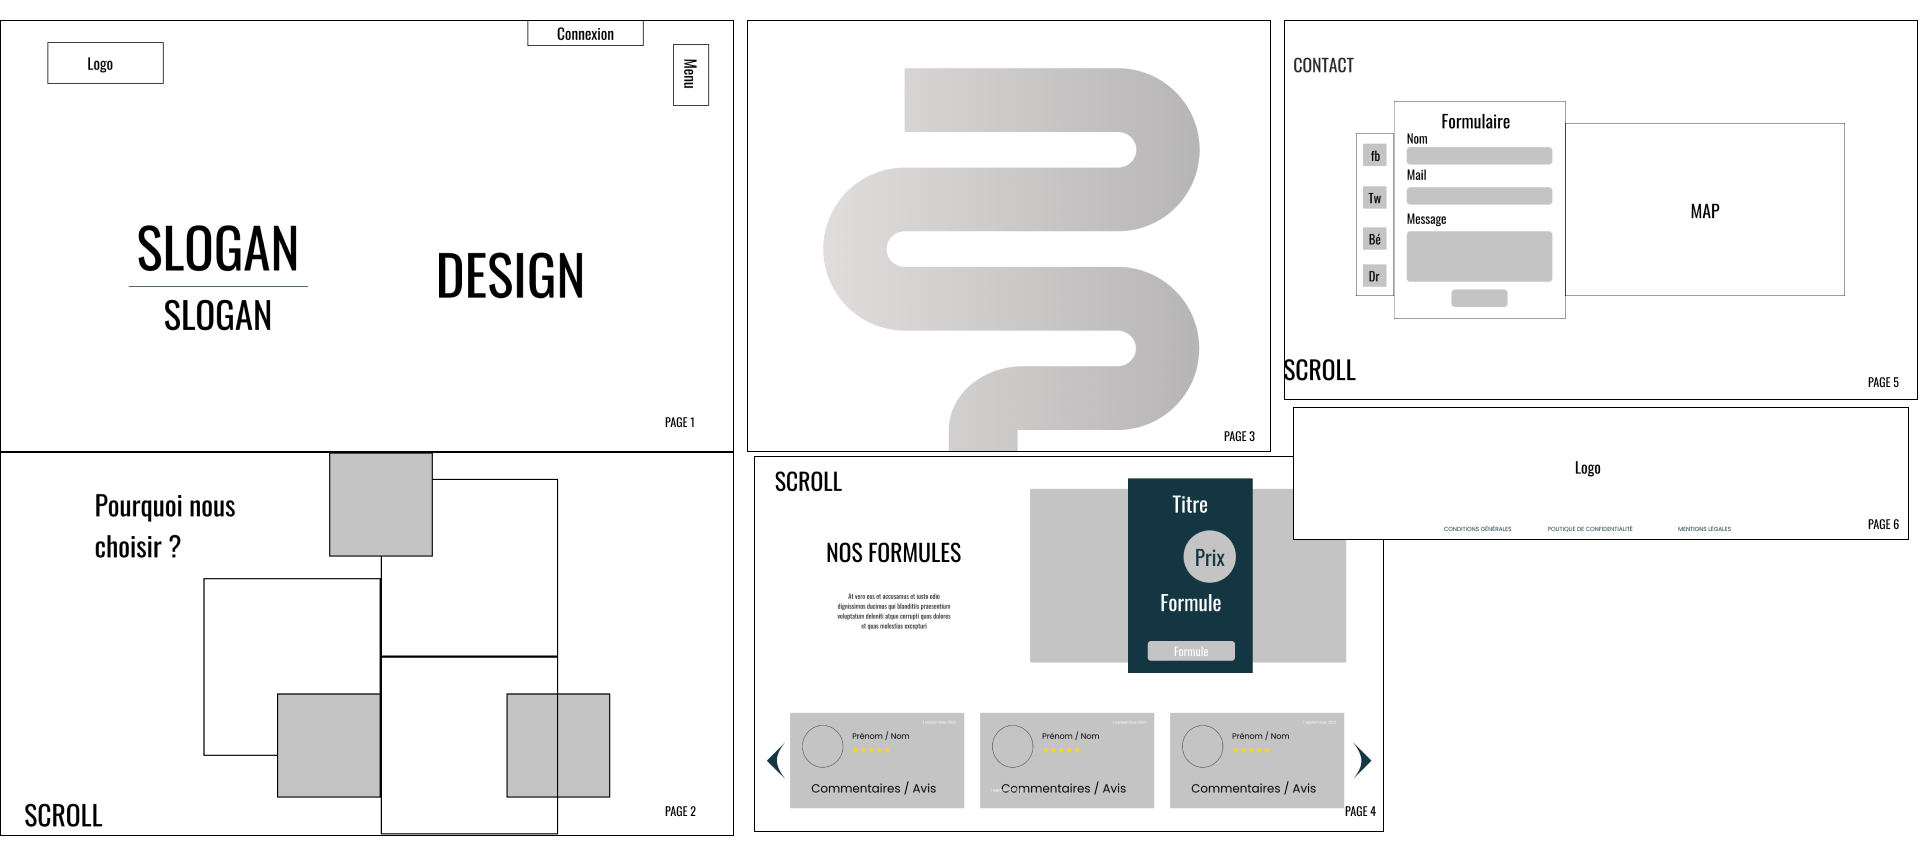 Logo
Connexion
Menu
SLOGAN
SLOGAN
DESIGN
PAGE 1
Pourquoi nous
choisir ?
SCROLL
PAGE 2
PAGE 3
SCROLL
NOS FORMULES
At vero eos et accusamus et iusto odio
dignissimos ducimus qui blanditiis praesentium
voluptatum deleniti atque corrupti quos dolores
et quas molestias excepturi
Titre
Prix
Formule
Formule
Prénom / Nom
Commentaires / Avis
Prénom / Nom
Commentaires / Avis
Prénom / Nom
Commentaires / Avis
PAGE 4
CONTACT
fb
Tw
Bé
Dr
Formulaire
Nom
Mail
Message
MAP
SCROLL
PAGE 5
Logo
CONDITIONS GÉNÉRALES
POLITIQUE DE CONFIDENTIALITÉ
MENTIONS LÉGALES
PAGE 6